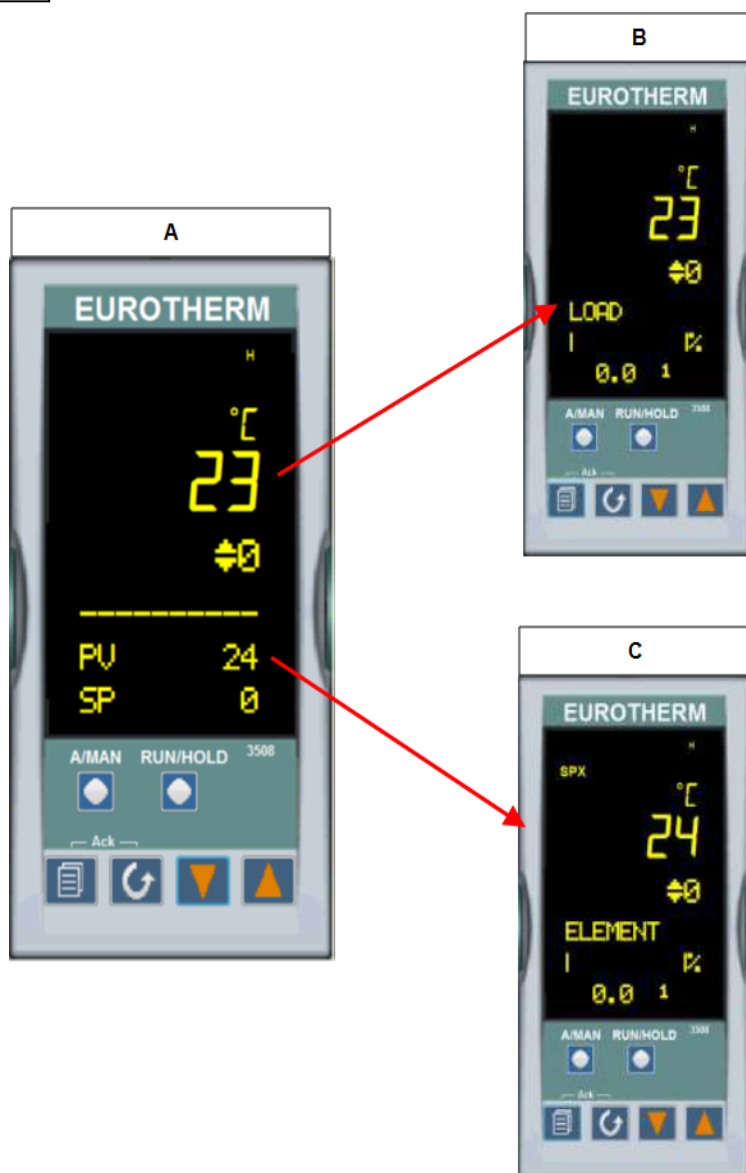 A
EUROTHERM
H
°C
23
0
PV 24
SP 0
A/MAN RUN/HOLD 3508
Ack
B
EUROTHERM
H
°C
23
0
LOAD
%
0.0 1
A/MAN RUN/HOLD 3508
Ack
C
EUROTHERM
H
SPX
°C
24
0
ELEMENT
%
0.0 1
A/MAN RUN/HOLD 3508
Ack